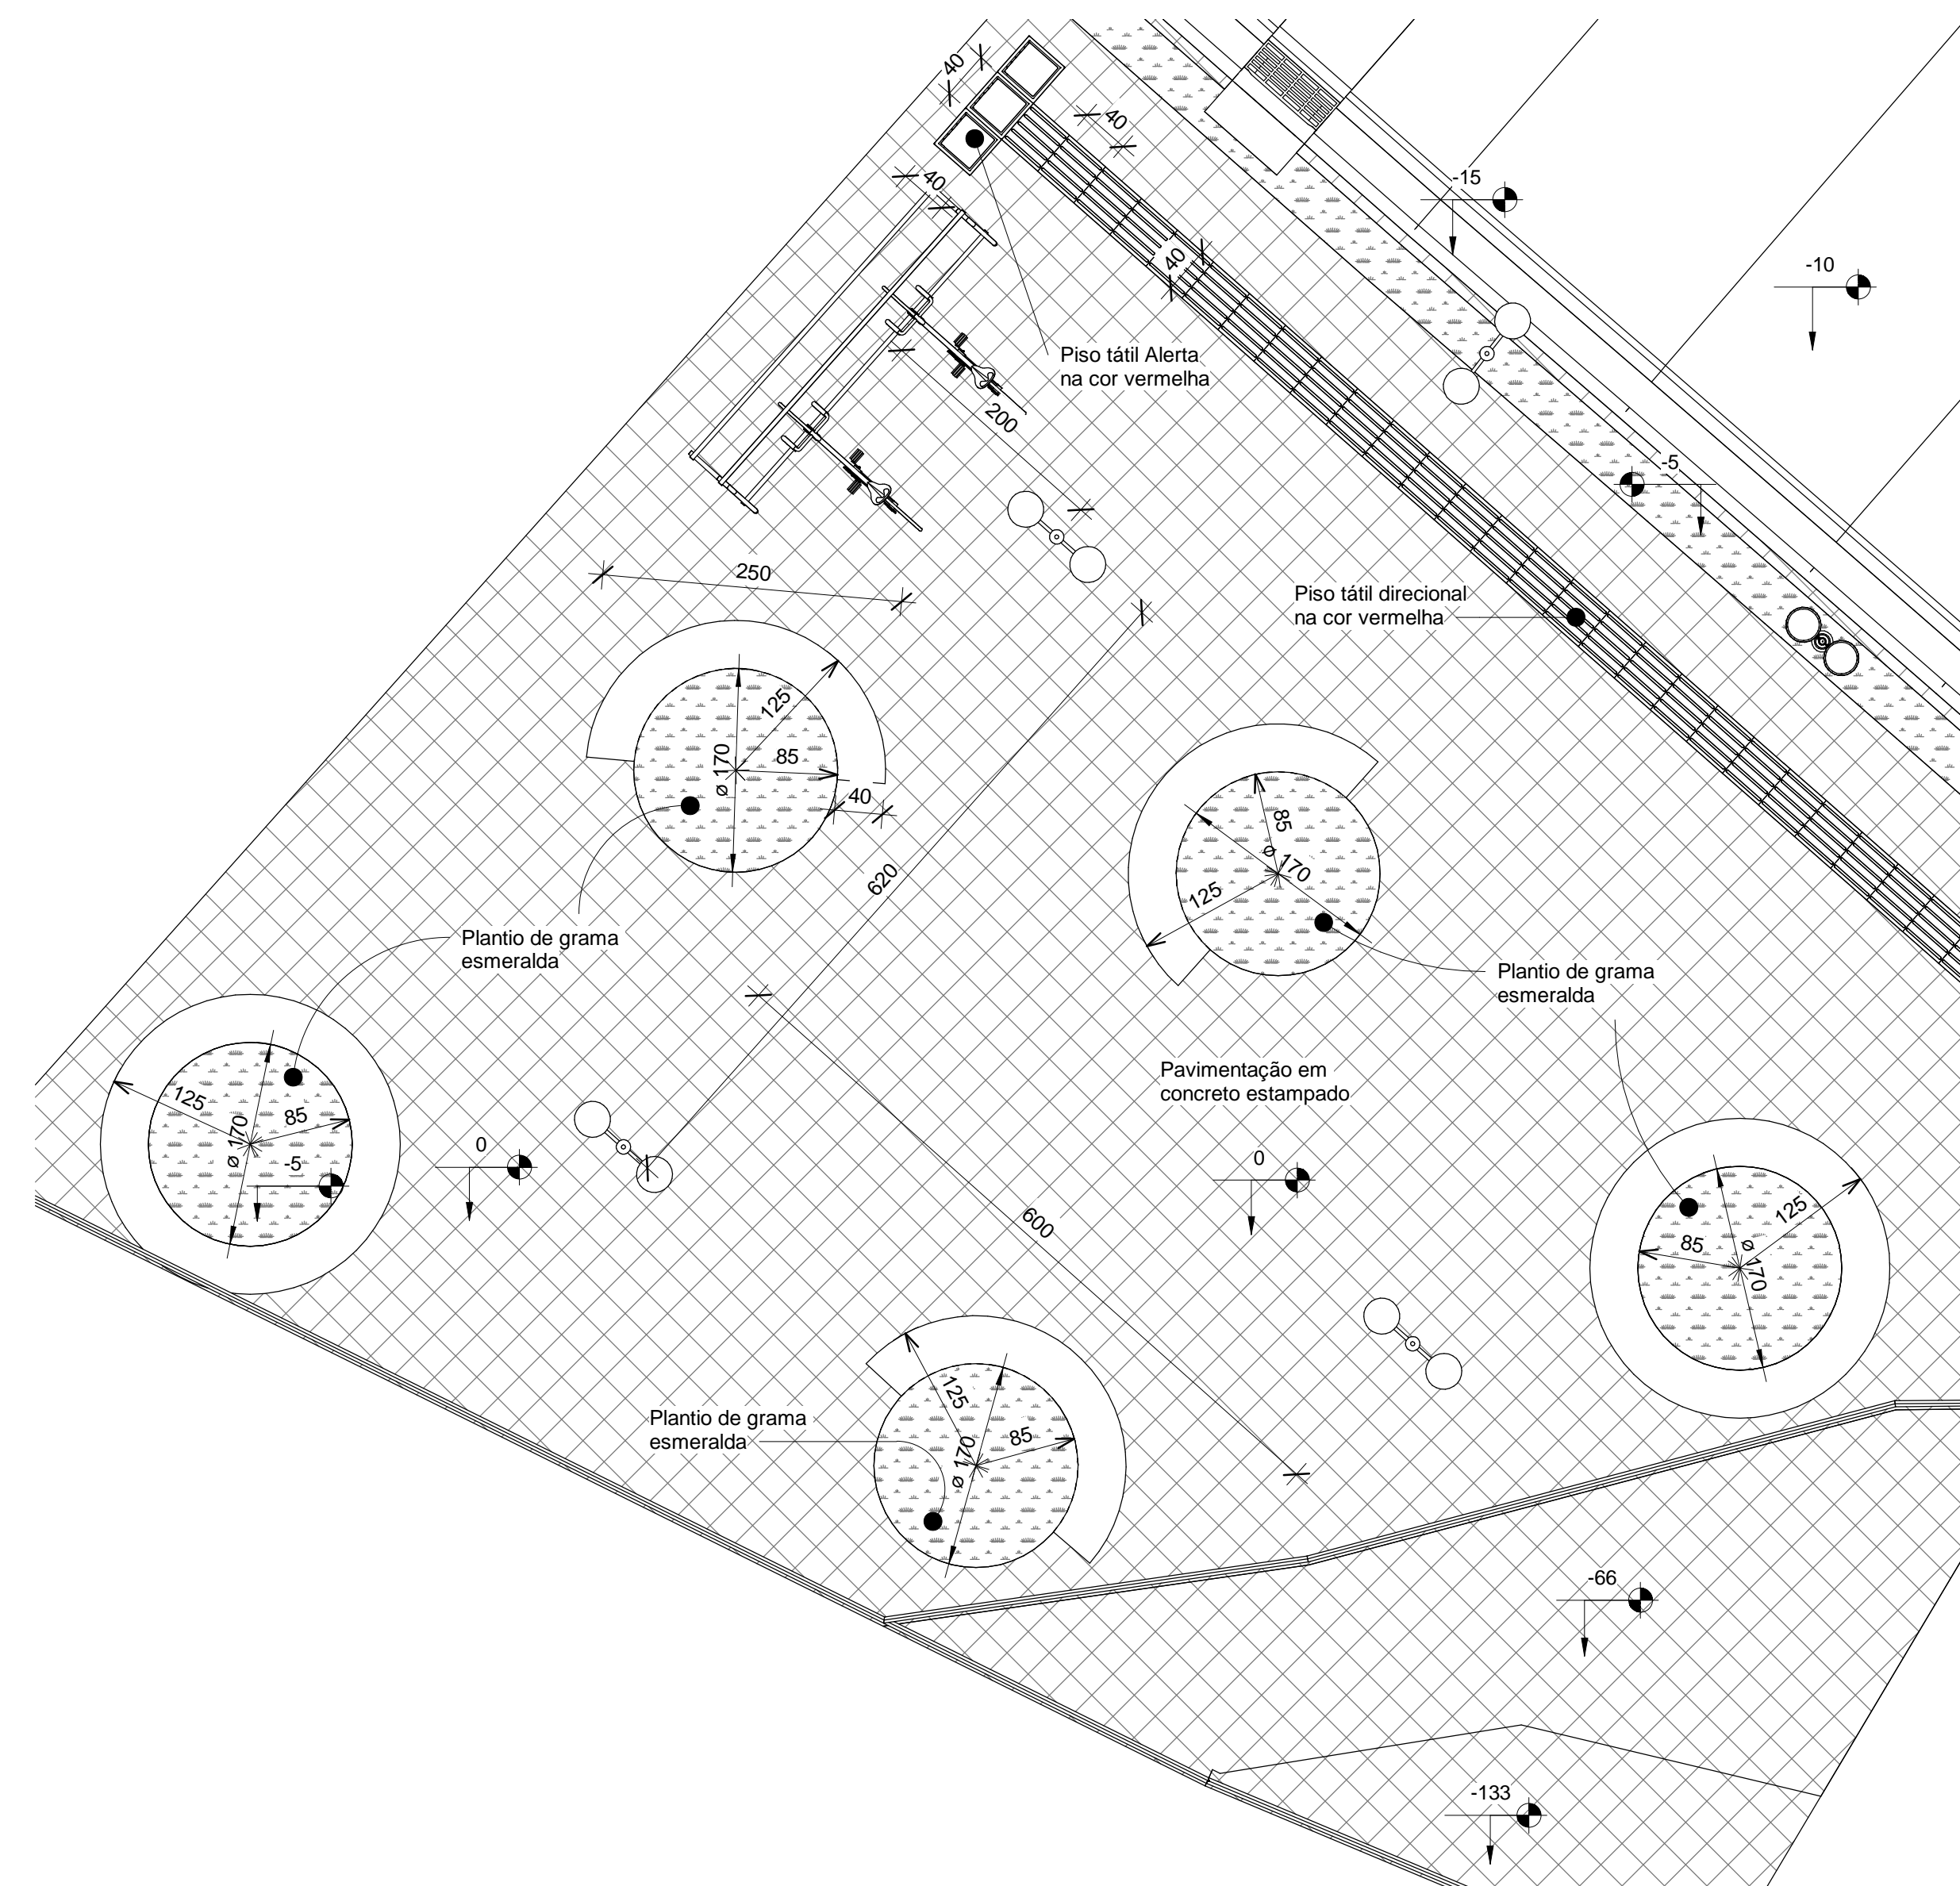 40
40
-15
40
-10
40
Piso tátil Alerta
na cor vermelha
200
-5
250
Piso tátil direcional
na cor vermelha
125
ø 170
85
40
85
ø 170
125
620
Plantio de grama
esmeralda
Plantio de grama
esmeralda
Pavimentação em
concreto estampado
125
85
ø 170
-5
0
0
600
125
85
ø 170
125
85
ø 170
Plantio de grama
esmeralda
-66
-133